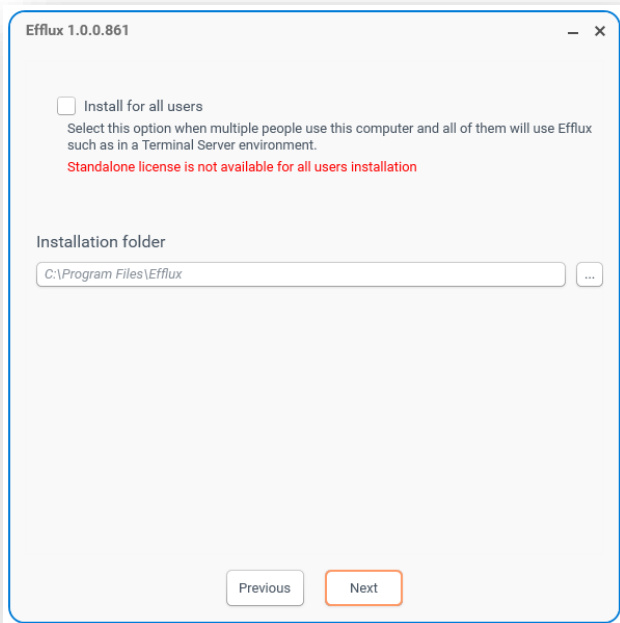 Efflux 1.0.0.861
Install for all users
Select this option when multiple people use this computer and all of them will use Efflux
such as in a Terminal Server environment.
Standalone license is not available for all users installation
Installation folder
C:\Program Files\Efflux
...
Previous
Next